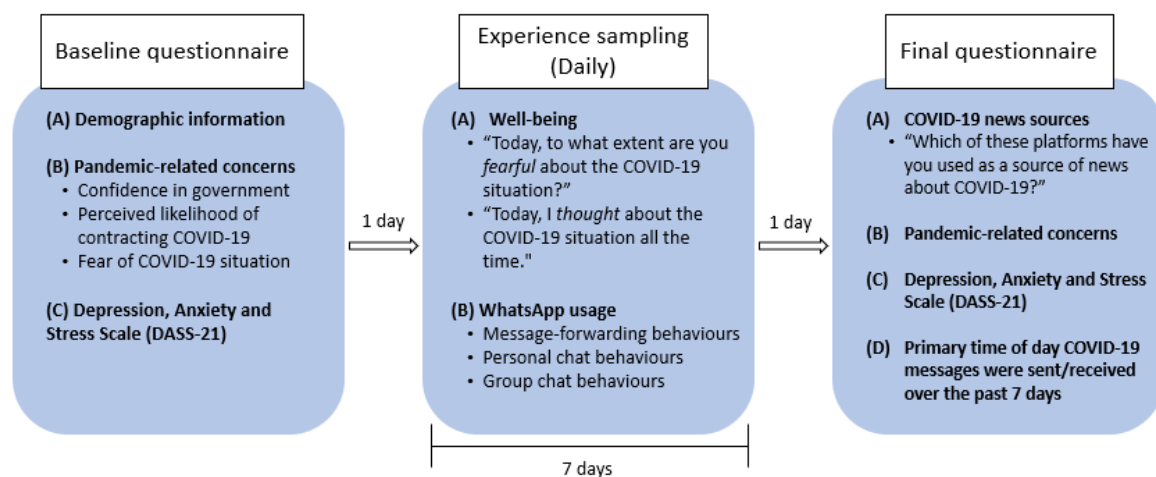 Baseline questionnaire
(A) Demographic information
(B) Pandemic-related concerns
• Confidence in government
• Perceived likelihood of
contracting COVID-19
• Fear of COVID-19 situation
(C) Depression, Anxiety and
Stress Scale (DASS-21)
1 day
Experience sampling
(Daily)
(A) Well-being
• “Today, to what extent are you
fearful about the COVID-19
situation?”
• “Today, I thought about the
COVID-19 situation all the
time."
(B) WhatsApp usage
• Message-forwarding behaviours
• Personal chat behaviours
• Group chat behaviours
7 days
1 day
Final questionnaire
(A) COVID-19 news sources
• “Which of these platforms have
you used as a source of news
about COVID-19?”
(B) Pandemic-related concerns
(C) Depression, Anxiety and Stress
Scale (DASS-21)
(D) Primary time of day COVID-19
messages were sent/received
over the past 7 days